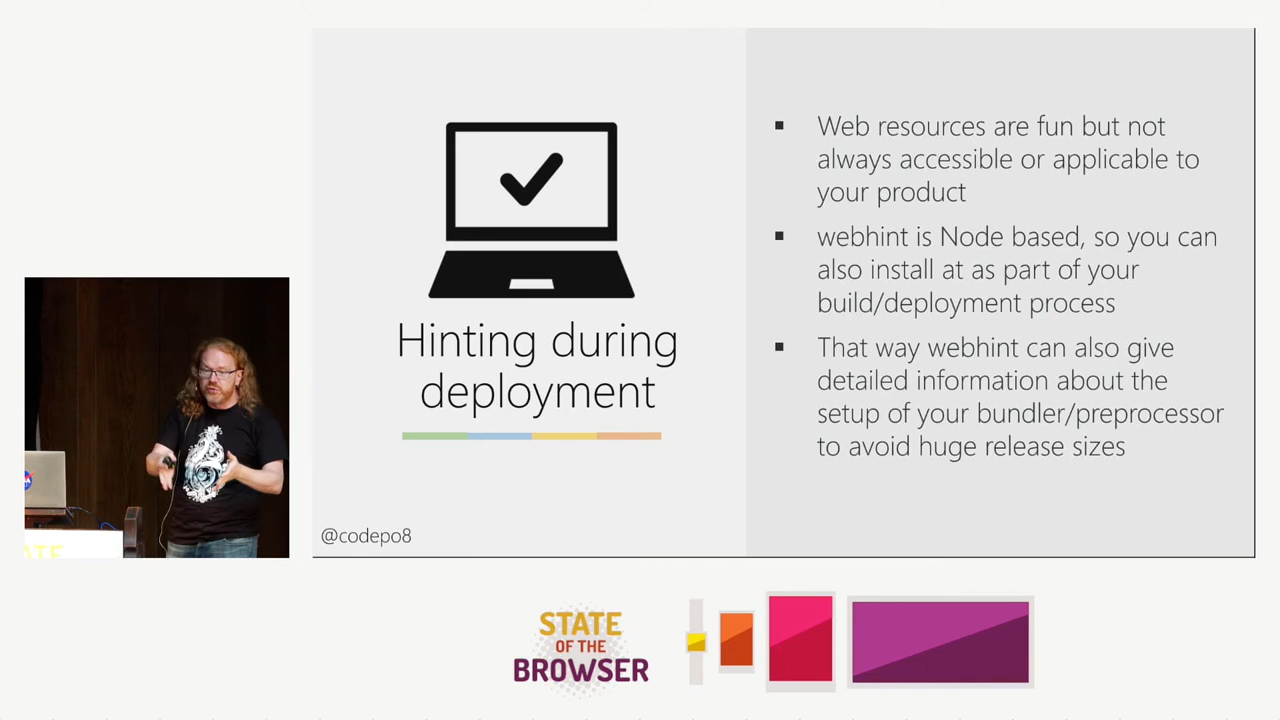 Hinting during
deployment
@codepo8
Web resources are fun but not
always accessible or applicable to
your product
webhint is Node based, so you can
also install at as part of your
build/deployment process
That way webhint can also give
detailed information about the
setup of your bundler/preprocessor
to avoid huge release sizes
STATE
OF THE
BROWSER